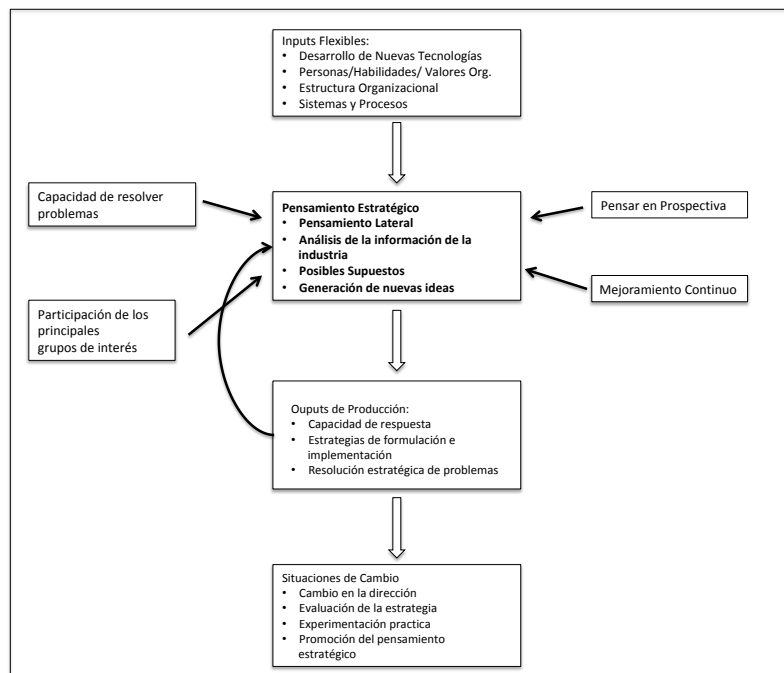 Inputs Flexibles:
• Desarrollo de Nuevas Tecnologías
• Personas/Habilidades/ Valores Org.
• Estructura Organizacional
• Sistemas y Procesos
Capacidad de resolver
problemas
Pensamiento Estratégico
• Pensamiento Lateral
• Análisis de la información de la
industria
• Posibles Supuestos
• Generación de nuevas ideas
Pensar en Prospectiva
Mejoramiento Continuo
Participación de los
principales
grupos de interés
Ouputs de Producción:
• Capacidad de respuesta
• Estrategias de formulación e
implementación
• Resolución estratégica de problemas
Situaciones de Cambio
• Cambio en la dirección
• Evaluación de la estrategia
• Experimentación practica
• Promoción del pensamiento
estratégico